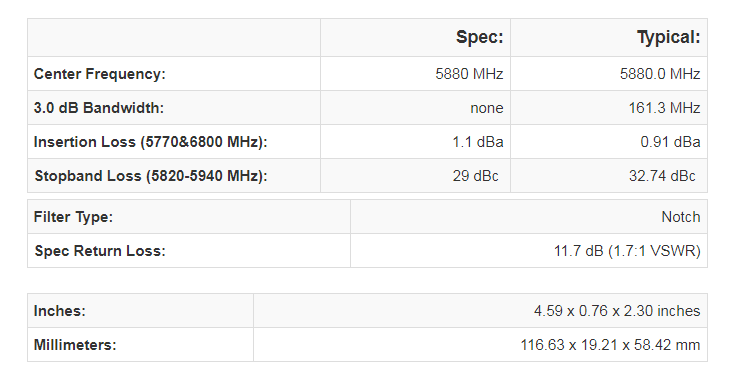 Spec: Typical:
Center Frequency: 5880 MHz 5880.0 MHz
3.0 dB Bandwidth: none 161.3 MHz
Insertion Loss (5770&6800 MHz): 1.1 dBa 0.91 dBa
Stopband Loss (5820-5940 MHz): 29 dBc 32.74 dBc
Filter Type: Notch
Spec Return Loss: 11.7 dB (1.7:1 VSWR)
Inches: 4.59 x 0.76 x 2.30 inches
Millimeters: 116.63 x 19.21 x 58.42 mm